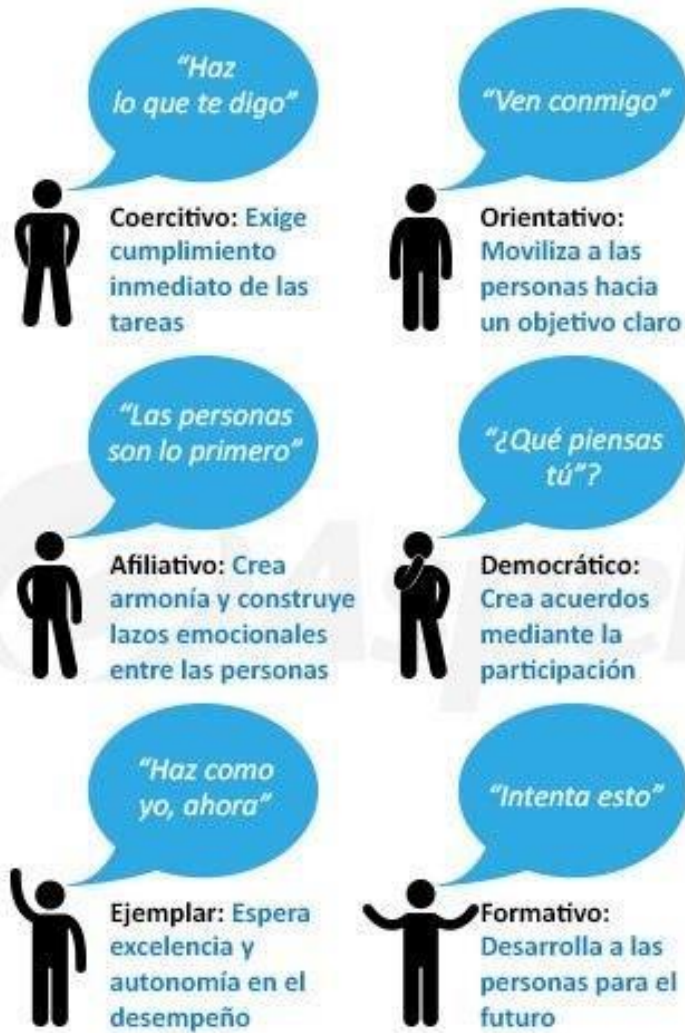 “Haz
lo que te digo”
Coercitivo: Exige
cumplimiento
inmediato de las
tareas
“Ven conmigo”
Orientativo:
Moviliza a las
personas hacia
un objetivo claro
“Las personas
son lo primero”
Afiliativo: Crea
armonía y construye
lazos emocionales
entre las personas
“¿Qué piensas
tú”?
Democrático:
Crea acuerdos
mediante la
participación
“Haz como
yo, ahora”
Ejemplar: Espera
excelencia y
autonomía en el
desempeño
“Intenta esto”
Formativo:
Desarrolla a las
personas para el
futuro